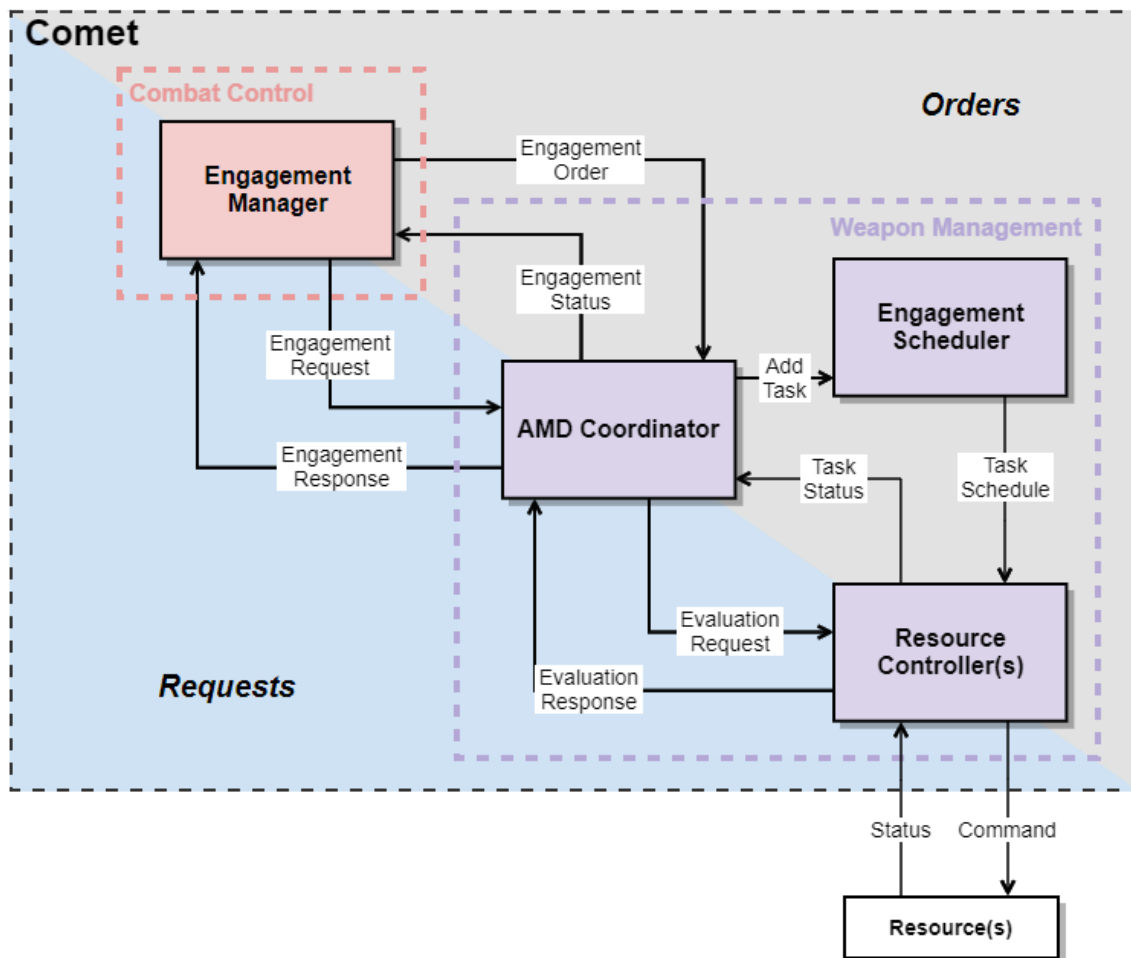 Comet
Combat Control
Orders
Engagement
Manager
Engagement
Order
Weapon Management
Engagement
Status
Engagement
Scheduler
Engagement
Request
Add
Task
AMD Coordinator
Engagement
Response
Task
Status
Task
Schedule
Evaluation
Request
Resource
Controller(s)
Requests
Evaluation
Response
Status
Command
Resource(s)